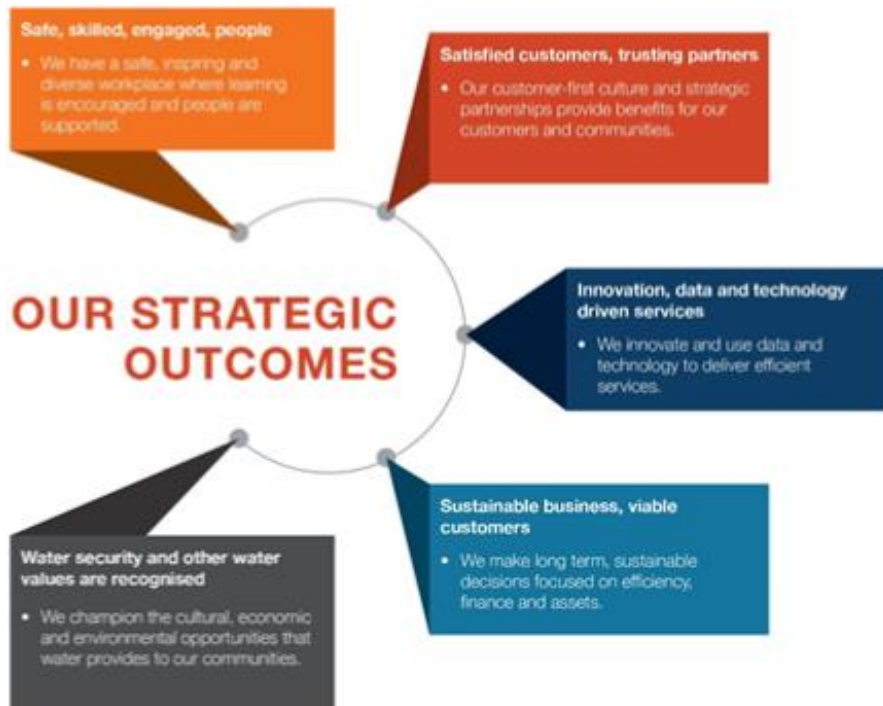 Safe, skilled, engaged, people
• We have a safe, inspiring and
diverse workplace where learning
is encouraged and people are
supported.
Satisfied customers, trusting partners
• Our customer-first culture and strategic
partnerships provide benefits for our
customers and communities.
OUR STRATEGIC
OUTCOMES
Innovation, data and technology
driven services
• We innovate and use data and
technology to deliver efficient
services.
Sustainable business, viable
customers
• We make long term, sustainable
decisions focused on efficiency,
finance and assets.
Water security and other water
values are recognised
• We champion the cultural, economic
and environmental opportunities that
water provides to our communities.